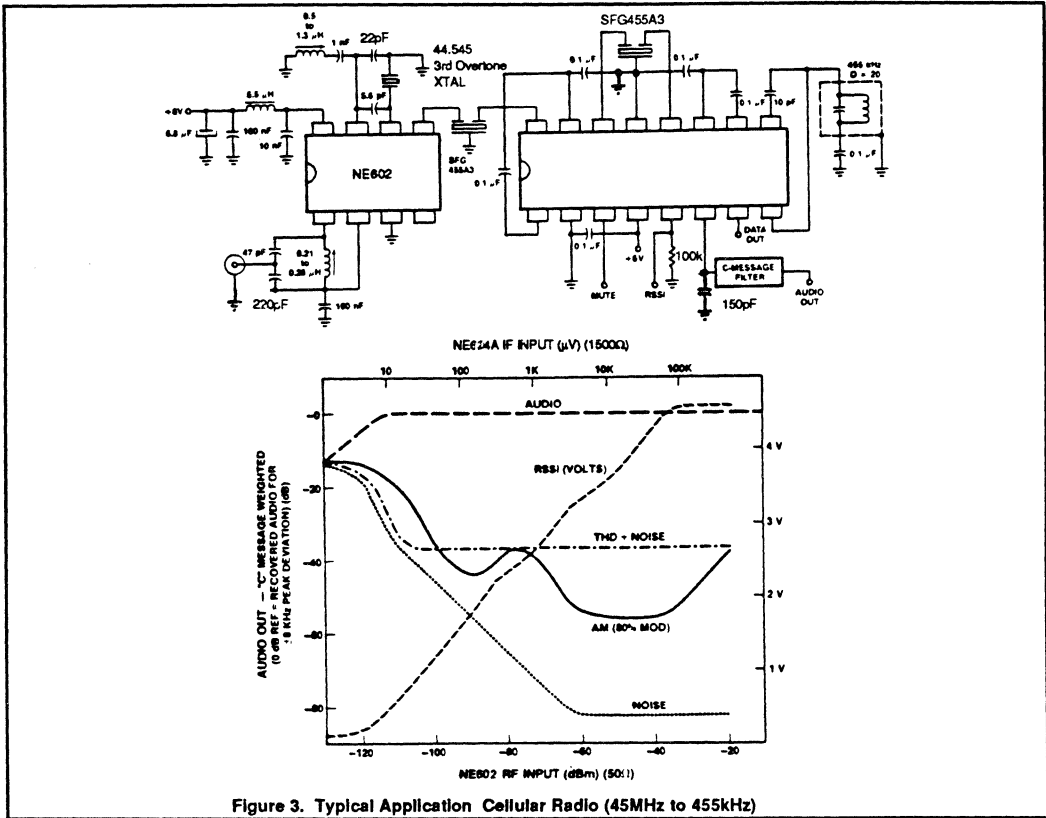 0.5
to
1.3 µH
1 nF
22pF
44.545
3rd Overtone
XTAL
5.6 pF
SFG455A3
0.1 µF
0.1 µF
0.1 µF
10 pF
455 kHz
Q = 20
0.1 µF
+6V
5.5 µH
6.8 µF
100 nF
10 nF
NE602
SFG
455A3
0.1 µF
47 pF
0.21
to
0.28 µH
220pF
100 nF
0.1 µF
+6V
MUTE
RSSI
100k
DATA
OUT
C-MESSAGE
FILTER
150pF
AUDIO
OUT
NE624A IF INPUT (µV) (1500Ω)
10
100
1K
10K
100K
AUDIO
RSSI (VOLTS)
THD + NOISE
AM (80% MOD)
NOISE
-0
-20
-40
-60
-80
4 V
3 V
2 V
1 V
AUDIO OUT — "C" MESSAGE WEIGHTED
(0 dB REF = RECOVERED AUDIO FOR
±8 KHz PEAK DEVIATION) (dB)
-120
-100
-80
-60
-40
-20
NE602 RF INPUT (dBm) (50Ω)
Figure 3. Typical Application Cellular Radio (45MHz to 455kHz)